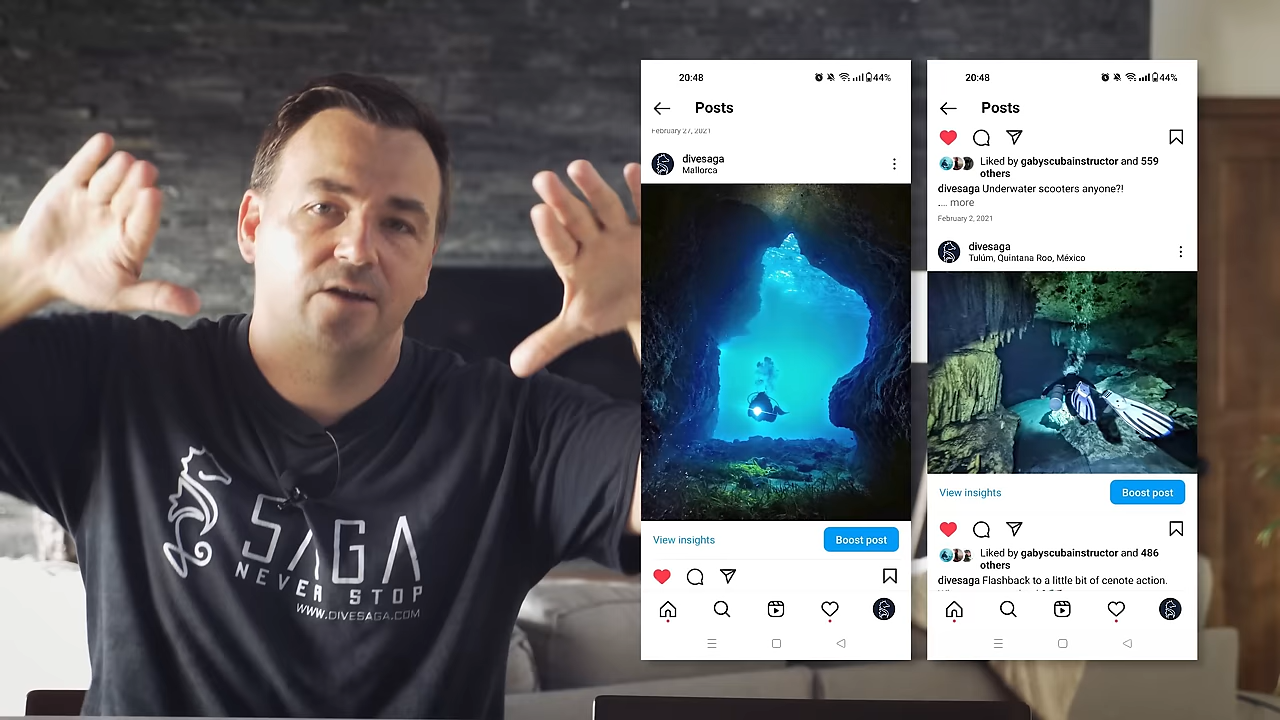 SAGA
NEVER STOP
WWW.DIVESAGA.COM
20:48
44%
Posts
February 27, 2021
divesaga
Mallorca
View insights
Boost post
20:48
44%
Posts
Liked by gabyscubainstructor and 559
others
divesaga Underwater scooters anyone?!
.... more
February 2, 2021
divesaga
Tulúm, Quintana Roo, México
View insights
Boost post
Liked by gabyscubainstructor and 486
others
divesaga Flashback to a little bit of cenote action.